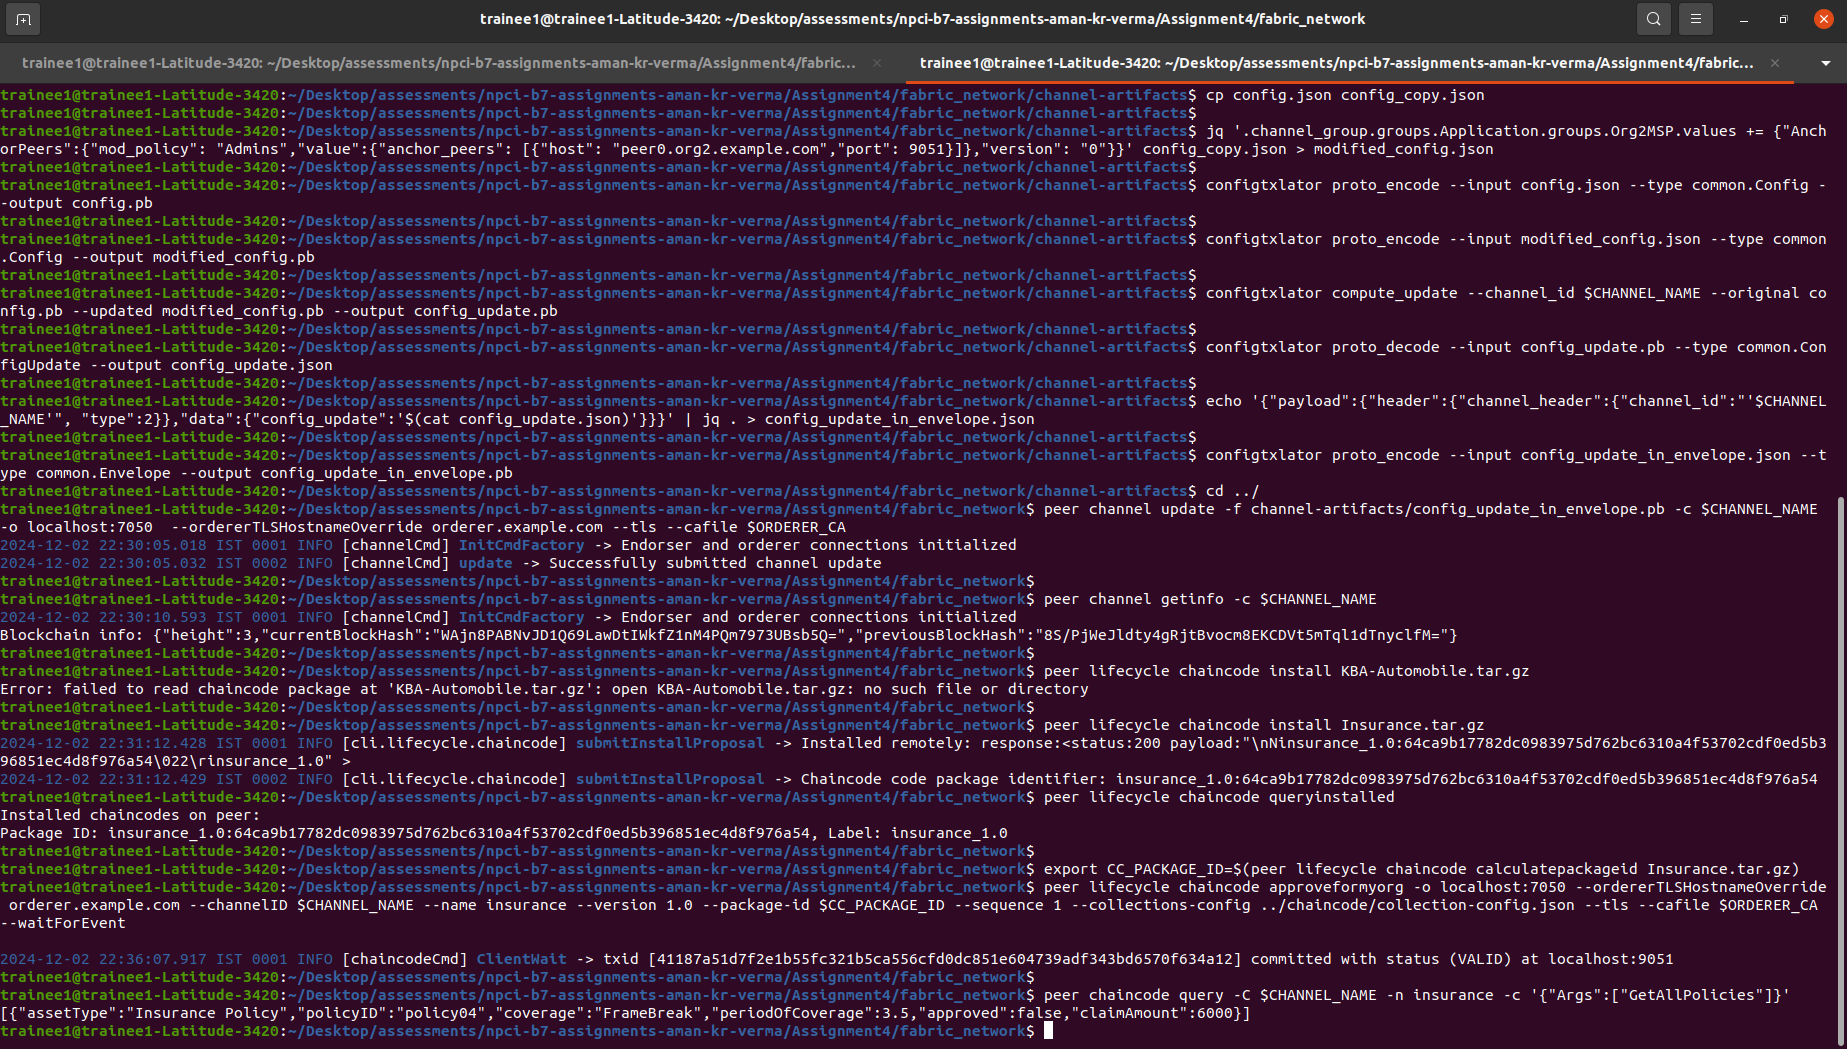 trainee1@trainee1-Latitude-3420: ~/Desktop/assessments/npci-b7-assignments-aman-kr-verma/Assignment4/fabric_network
trainee1@trainee1-Latitude-3420: ~/Desktop/assessments/npci-b7-assignments-aman-kr-verma/Assignment4/fabric...
trainee1@trainee1-Latitude-3420: ~/Desktop/assessments/npci-b7-assignments-aman-kr-verma/Assignment4/fabric...
trainee1@trainee1-Latitude-3420:~/Desktop/assessments/npci-b7-assignments-aman-kr-verma/Assignment4/fabric_network/channel-artifacts$ cp config.json config_copy.json
trainee1@trainee1-Latitude-3420:~/Desktop/assessments/npci-b7-assignments-aman-kr-verma/Assignment4/fabric_network/channel-artifacts$
trainee1@trainee1-Latitude-3420:~/Desktop/assessments/npci-b7-assignments-aman-kr-verma/Assignment4/fabric_network/channel-artifacts$ jq '.channel_group.groups.Application.groups.Org2MSP.values += {"Anch
orPeers":{"mod_policy": "Admins","value":{"anchor_peers": [{"host": "peer0.org2.example.com","port": 9051}]},"version": "0"}}' config_copy.json > modified_config.json
trainee1@trainee1-Latitude-3420:~/Desktop/assessments/npci-b7-assignments-aman-kr-verma/Assignment4/fabric_network/channel-artifacts$
trainee1@trainee1-Latitude-3420:~/Desktop/assessments/npci-b7-assignments-aman-kr-verma/Assignment4/fabric_network/channel-artifacts$ configtxlator proto_encode --input config.json --type common.Config -
-output config.pb
trainee1@trainee1-Latitude-3420:~/Desktop/assessments/npci-b7-assignments-aman-kr-verma/Assignment4/fabric_network/channel-artifacts$
trainee1@trainee1-Latitude-3420:~/Desktop/assessments/npci-b7-assignments-aman-kr-verma/Assignment4/fabric_network/channel-artifacts$ configtxlator proto_encode --input modified_config.json --type common
.Config --output modified_config.pb
trainee1@trainee1-Latitude-3420:~/Desktop/assessments/npci-b7-assignments-aman-kr-verma/Assignment4/fabric_network/channel-artifacts$
trainee1@trainee1-Latitude-3420:~/Desktop/assessments/npci-b7-assignments-aman-kr-verma/Assignment4/fabric_network/channel-artifacts$ configtxlator compute_update --channel_id $CHANNEL_NAME --original co
nfig.pb --updated modified_config.pb --output config_update.pb
trainee1@trainee1-Latitude-3420:~/Desktop/assessments/npci-b7-assignments-aman-kr-verma/Assignment4/fabric_network/channel-artifacts$
trainee1@trainee1-Latitude-3420:~/Desktop/assessments/npci-b7-assignments-aman-kr-verma/Assignment4/fabric_network/channel-artifacts$ configtxlator proto_decode --input config_update.pb --type common.Con
figUpdate --output config_update.json
trainee1@trainee1-Latitude-3420:~/Desktop/assessments/npci-b7-assignments-aman-kr-verma/Assignment4/fabric_network/channel-artifacts$
trainee1@trainee1-Latitude-3420:~/Desktop/assessments/npci-b7-assignments-aman-kr-verma/Assignment4/fabric_network/channel-artifacts$ echo '{"payload":{"header":{"channel_header":{"channel_id":"'$CHANNEL
_NAME'", "type":2}},"data":{"config_update":'$(cat config_update.json)'}}}' | jq . > config_update_in_envelope.json
trainee1@trainee1-Latitude-3420:~/Desktop/assessments/npci-b7-assignments-aman-kr-verma/Assignment4/fabric_network/channel-artifacts$
trainee1@trainee1-Latitude-3420:~/Desktop/assessments/npci-b7-assignments-aman-kr-verma/Assignment4/fabric_network/channel-artifacts$ configtxlator proto_encode --input config_update_in_envelope.json --t
ype common.Envelope --output config_update_in_envelope.pb
trainee1@trainee1-Latitude-3420:~/Desktop/assessments/npci-b7-assignments-aman-kr-verma/Assignment4/fabric_network/channel-artifacts$ cd ../
trainee1@trainee1-Latitude-3420:~/Desktop/assessments/npci-b7-assignments-aman-kr-verma/Assignment4/fabric_network$ peer channel update -f channel-artifacts/config_update_in_envelope.pb -c $CHANNEL_NAME
-o localhost:7050  --ordererTLSHostnameOverride orderer.example.com --tls --cafile $ORDERER_CA
2024-12-02 22:30:05.018 IST 0001 INFO [channelCmd] InitCmdFactory -> Endorser and orderer connections initialized
2024-12-02 22:30:05.032 IST 0002 INFO [channelCmd] update -> Successfully submitted channel update
trainee1@trainee1-Latitude-3420:~/Desktop/assessments/npci-b7-assignments-aman-kr-verma/Assignment4/fabric_network$
trainee1@trainee1-Latitude-3420:~/Desktop/assessments/npci-b7-assignments-aman-kr-verma/Assignment4/fabric_network$ peer channel getinfo -c $CHANNEL_NAME
2024-12-02 22:30:10.593 IST 0001 INFO [channelCmd] InitCmdFactory -> Endorser and orderer connections initialized
Blockchain info: {"height":3,"currentBlockHash":"WAjn8PABNvJD1Q69LawDtIWkfZ1nM4PQm7973UBsb5Q=","previousBlockHash":"8S/PjWeJldty4gRjtBvocm8EKCDVt5mTql1dTnyclfM="}
trainee1@trainee1-Latitude-3420:~/Desktop/assessments/npci-b7-assignments-aman-kr-verma/Assignment4/fabric_network$
trainee1@trainee1-Latitude-3420:~/Desktop/assessments/npci-b7-assignments-aman-kr-verma/Assignment4/fabric_network$ peer lifecycle chaincode install KBA-Automobile.tar.gz
Error: failed to read chaincode package at 'KBA-Automobile.tar.gz': open KBA-Automobile.tar.gz: no such file or directory
trainee1@trainee1-Latitude-3420:~/Desktop/assessments/npci-b7-assignments-aman-kr-verma/Assignment4/fabric_network$
trainee1@trainee1-Latitude-3420:~/Desktop/assessments/npci-b7-assignments-aman-kr-verma/Assignment4/fabric_network$ peer lifecycle chaincode install Insurance.tar.gz
2024-12-02 22:31:12.428 IST 0001 INFO [cli.lifecycle.chaincode] submitInstallProposal -> Installed remotely: response:<status:200 payload:"\nNinsurance_1.0:64ca9b17782dc0983975d762bc6310a4f53702cdf0ed5b3
96851ec4d8f976a54\022\rinsurance_1.0" >
2024-12-02 22:31:12.429 IST 0002 INFO [cli.lifecycle.chaincode] submitInstallProposal -> Chaincode code package identifier: insurance_1.0:64ca9b17782dc0983975d762bc6310a4f53702cdf0ed5b396851ec4d8f976a54
trainee1@trainee1-Latitude-3420:~/Desktop/assessments/npci-b7-assignments-aman-kr-verma/Assignment4/fabric_network$ peer lifecycle chaincode queryinstalled
Installed chaincodes on peer:
Package ID: insurance_1.0:64ca9b17782dc0983975d762bc6310a4f53702cdf0ed5b396851ec4d8f976a54, Label: insurance_1.0
trainee1@trainee1-Latitude-3420:~/Desktop/assessments/npci-b7-assignments-aman-kr-verma/Assignment4/fabric_network$
trainee1@trainee1-Latitude-3420:~/Desktop/assessments/npci-b7-assignments-aman-kr-verma/Assignment4/fabric_network$ export CC_PACKAGE_ID=$(peer lifecycle chaincode calculatepackageid Insurance.tar.gz)
trainee1@trainee1-Latitude-3420:~/Desktop/assessments/npci-b7-assignments-aman-kr-verma/Assignment4/fabric_network$ peer lifecycle chaincode approveformyorg -o localhost:7050 --ordererTLSHostnameOverride
 orderer.example.com --channelID $CHANNEL_NAME --name insurance --version 1.0 --package-id $CC_PACKAGE_ID --sequence 1 --collections-config ../chaincode/collection-config.json --tls --cafile $ORDERER_CA
--waitForEvent
2024-12-02 22:36:07.917 IST 0001 INFO [chaincodeCmd] ClientWait -> txid [41187a51d7f2e1b55fc321b5ca556cfd0dc851e604739adf343bd6570f634a12] committed with status (VALID) at localhost:9051
trainee1@trainee1-Latitude-3420:~/Desktop/assessments/npci-b7-assignments-aman-kr-verma/Assignment4/fabric_network$
trainee1@trainee1-Latitude-3420:~/Desktop/assessments/npci-b7-assignments-aman-kr-verma/Assignment4/fabric_network$ peer chaincode query -C $CHANNEL_NAME -n insurance -c '{"Args":["GetAllPolicies"]}'
[{"assetType":"Insurance Policy","policyID":"policy04","coverage":"FrameBreak","periodOfCoverage":3.5,"approved":false,"claimAmount":6000}]
trainee1@trainee1-Latitude-3420:~/Desktop/assessments/npci-b7-assignments-aman-kr-verma/Assignment4/fabric_network$